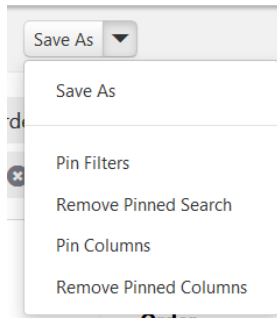 Save As
Save As
Pin Filters
Remove Pinned Search
Pin Columns
Remove Pinned Columns